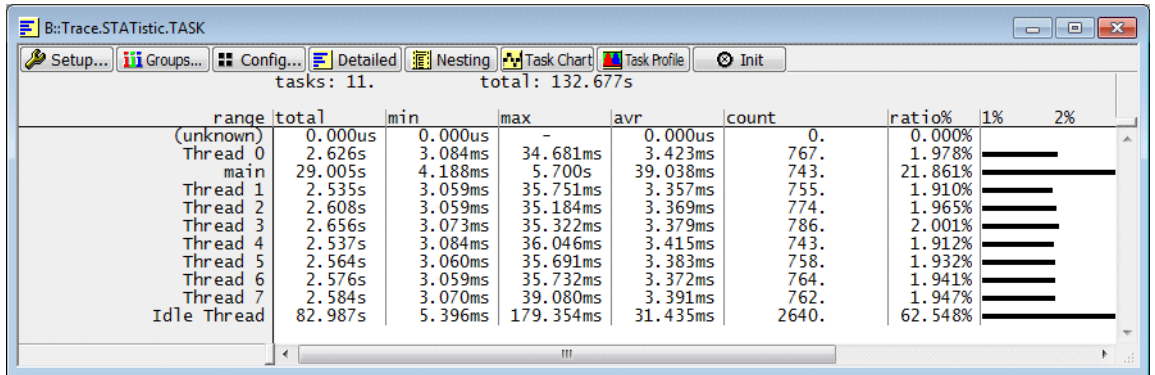 B::Trace.STATistic.TASK
Setup... Groups... Config... Detailed Nesting Task Chart Task Profile Init
tasks: 11. total: 132.677s
range total min max avr count ratio% 1% 2%
(unknown) 0.000us 0.000us - 0.000us 0. 0.000%
Thread 0 2.626s 3.084ms 34.681ms 3.423ms 767. 1.978%
main 29.005s 4.188ms 5.700s 39.038ms 743. 21.861%
Thread 1 2.535s 3.059ms 35.751ms 3.357ms 755. 1.910%
Thread 2 2.608s 3.059ms 35.184ms 3.369ms 774. 1.965%
Thread 3 2.656s 3.073ms 35.322ms 3.379ms 786. 2.001%
Thread 4 2.537s 3.084ms 36.046ms 3.415ms 743. 1.912%
Thread 5 2.564s 3.060ms 35.691ms 3.383ms 758. 1.932%
Thread 6 2.576s 3.059ms 35.732ms 3.372ms 764. 1.941%
Thread 7 2.584s 3.070ms 39.080ms 3.391ms 762. 1.947%
Idle Thread 82.987s 5.396ms 179.354ms 31.435ms 2640. 62.548%